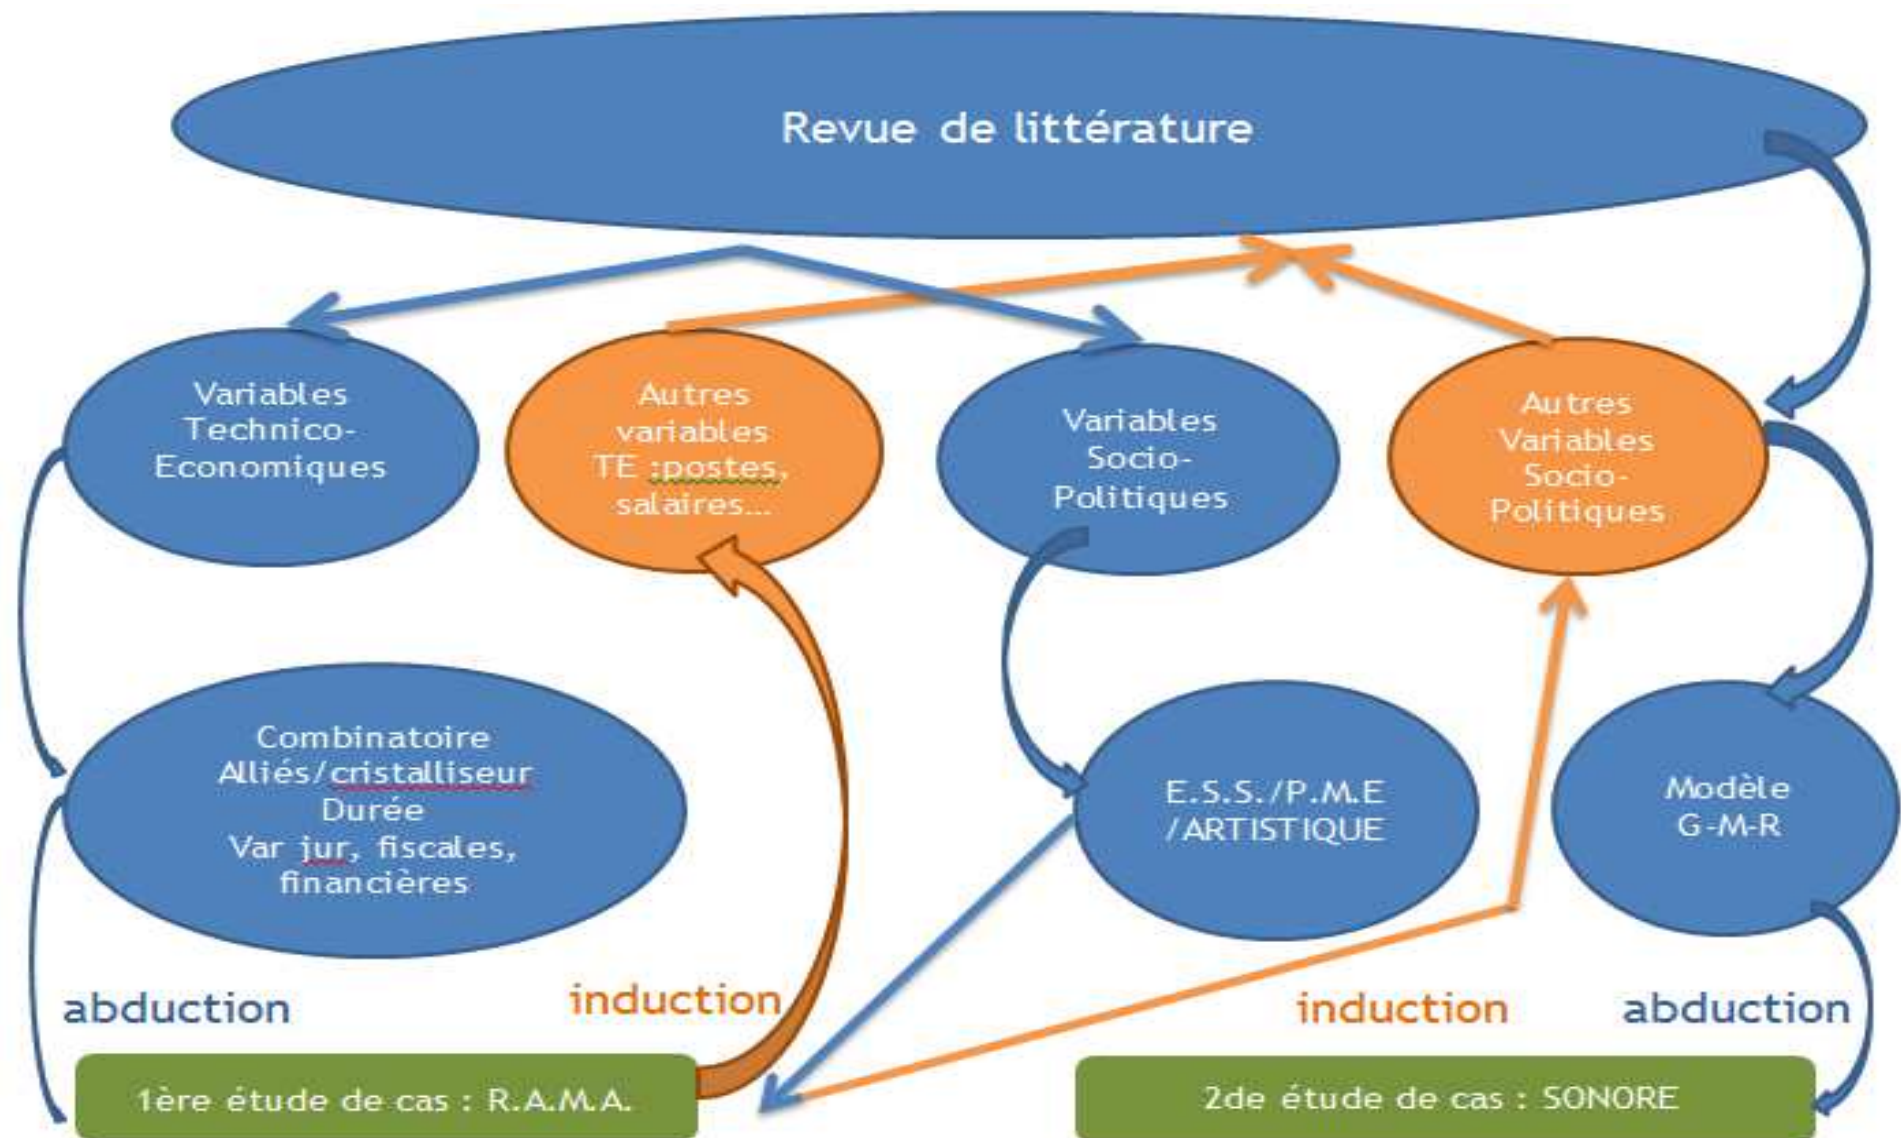 Revue de littérature
Variables
Technico-
Economiques
Autres
variables
TE :postes,
salaires...
Variables
Socio-
Politiques
Autres
Variables
Socio-
Politiques
Combinatoire
Alliés/cristalliseur
Durée
Var jur, fiscales,
financières
E.S.S./P.M.E
/ARTISTIQUE
Modèle
G-M-R
abduction
induction
induction
abduction
1ère étude de cas : R.A.M.A.
2de étude de cas : SONORE